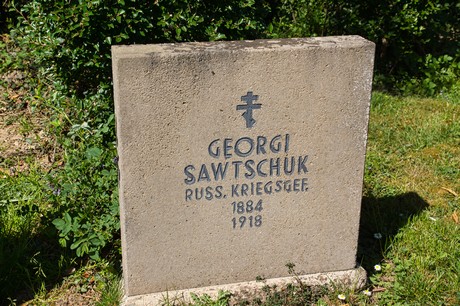 GEORGI
SAWTSCHUK
RUSS. KRIEGSGEF.
1884
1918